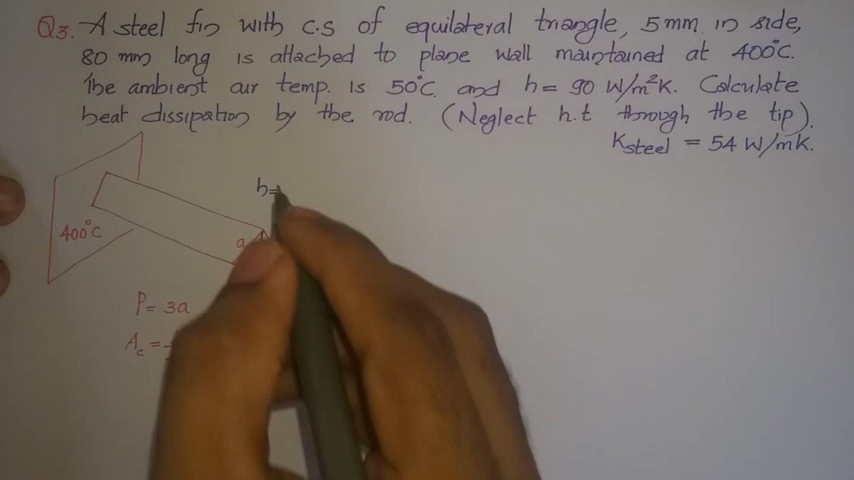 Q3. A steel fin with c.s of equilateral triangle, 5mm in side,
80 mm long is attached to plane wall maintained at 400°C.
The ambient air temp. is 50°C and h = 90 W/m²K. Calculate
heat dissipation by the rod. (Neglect h.t through the tip).
Ksteel = 54 W/mK.
h=
400°C
a
P = 3a
Ac =